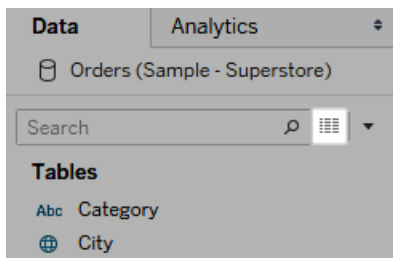 Data Analytics
Orders (Sample - Superstore)
Search
Tables
Abc Category
City